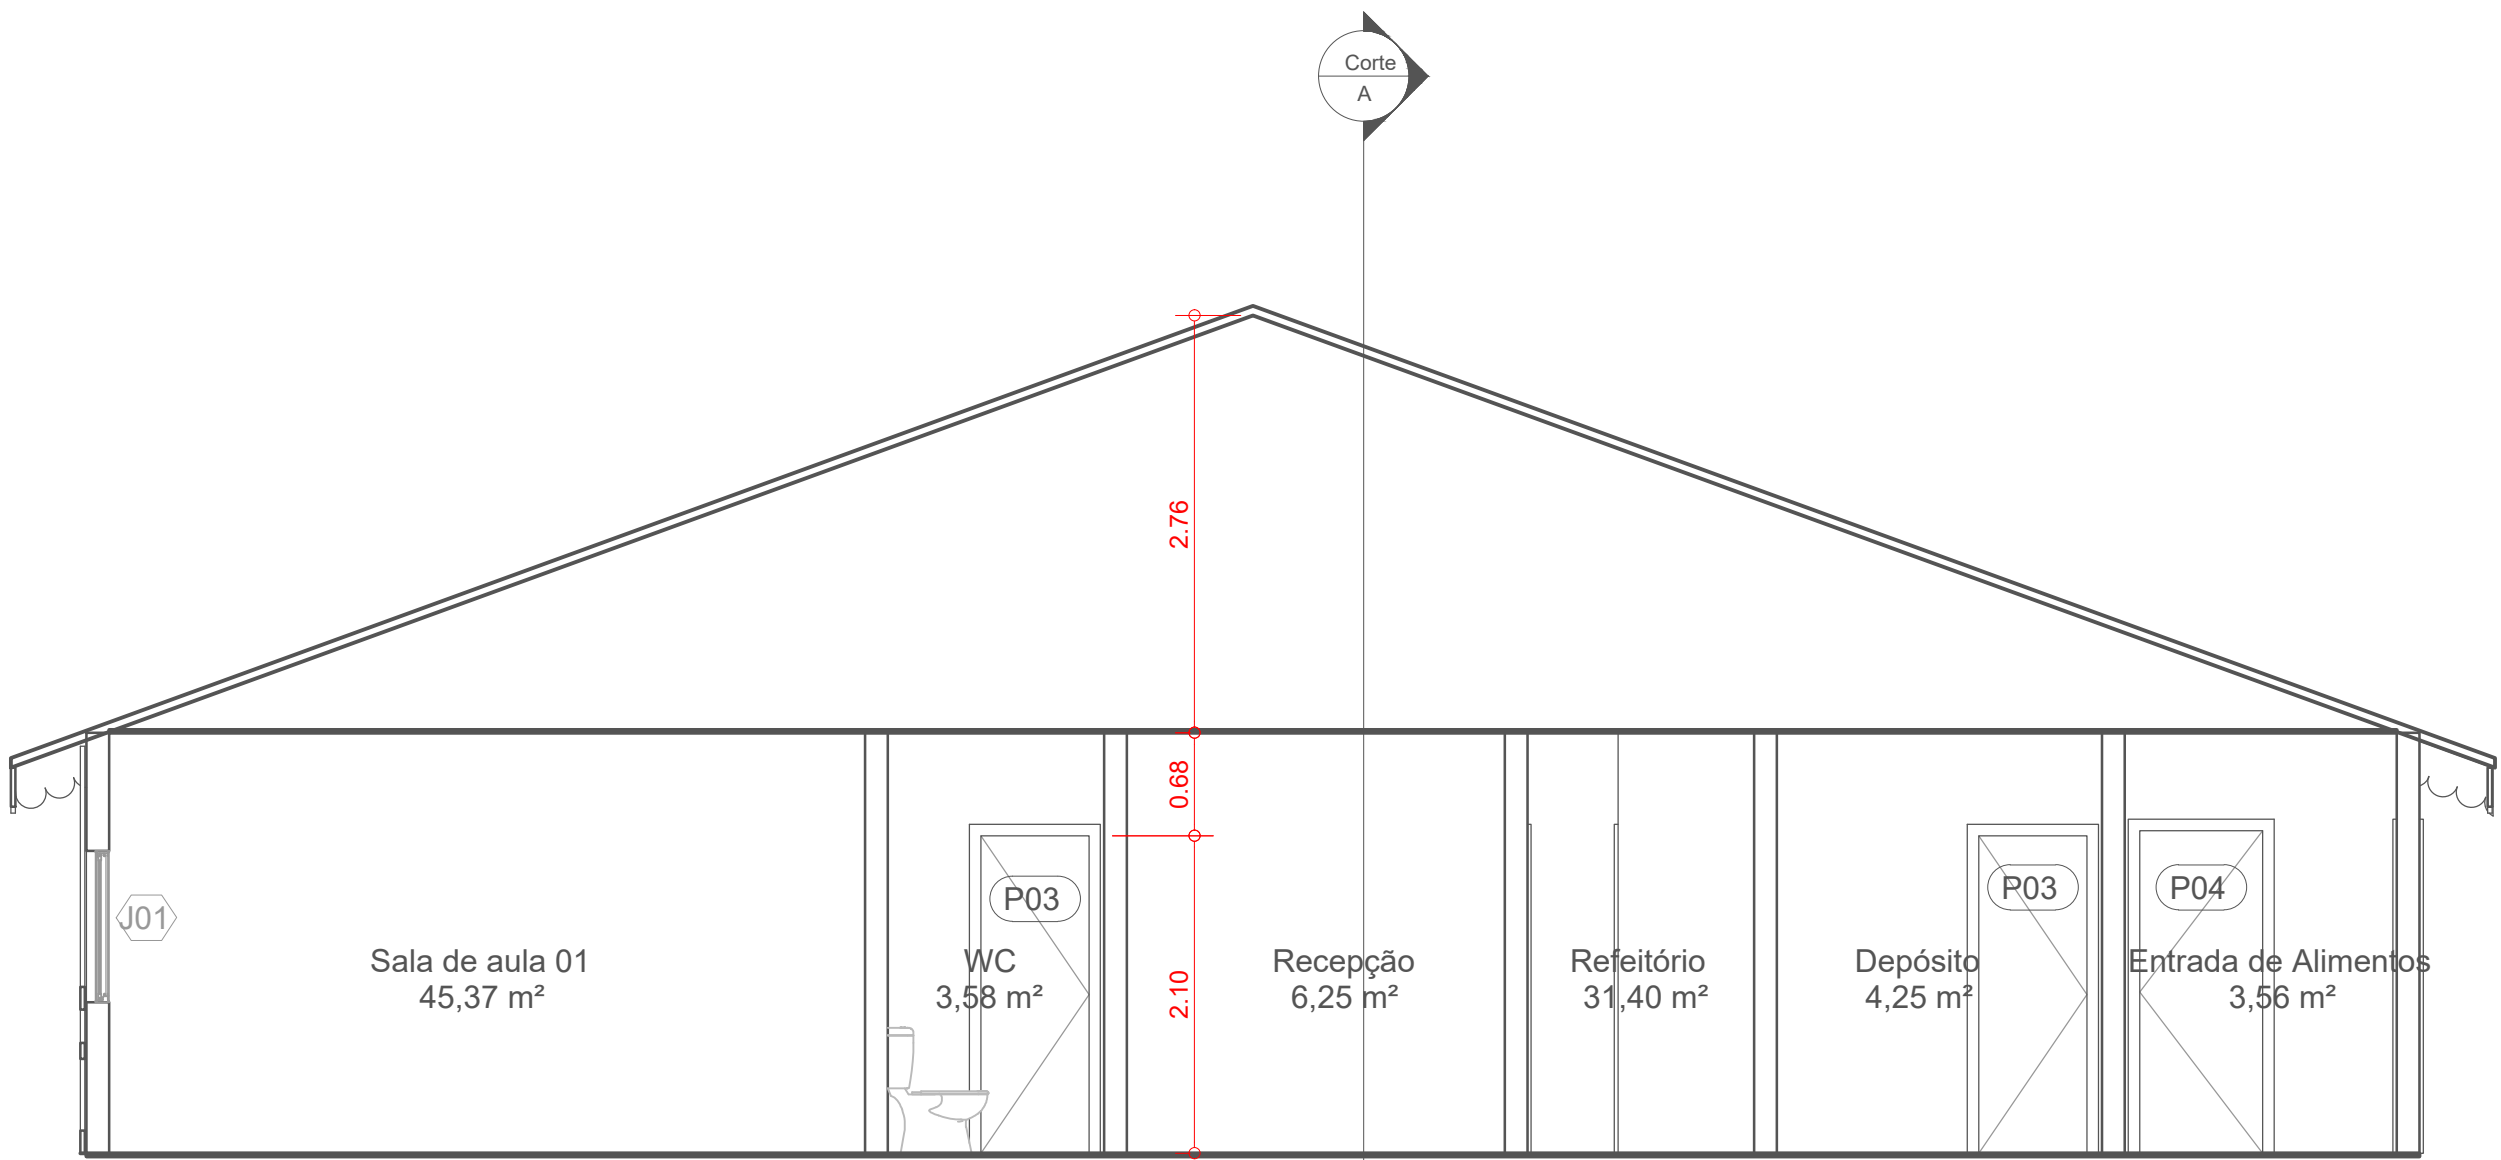 Corte
A
2.76
0.68
2.10
J01
P03
P03
P04
Sala de aula 01
45,37 m²
WC
3,58 m²
Recepção
6,25 m²
Refeitório
31,40 m²
Depósito
4,25 m²
Entrada de Alimentos
3,56 m²